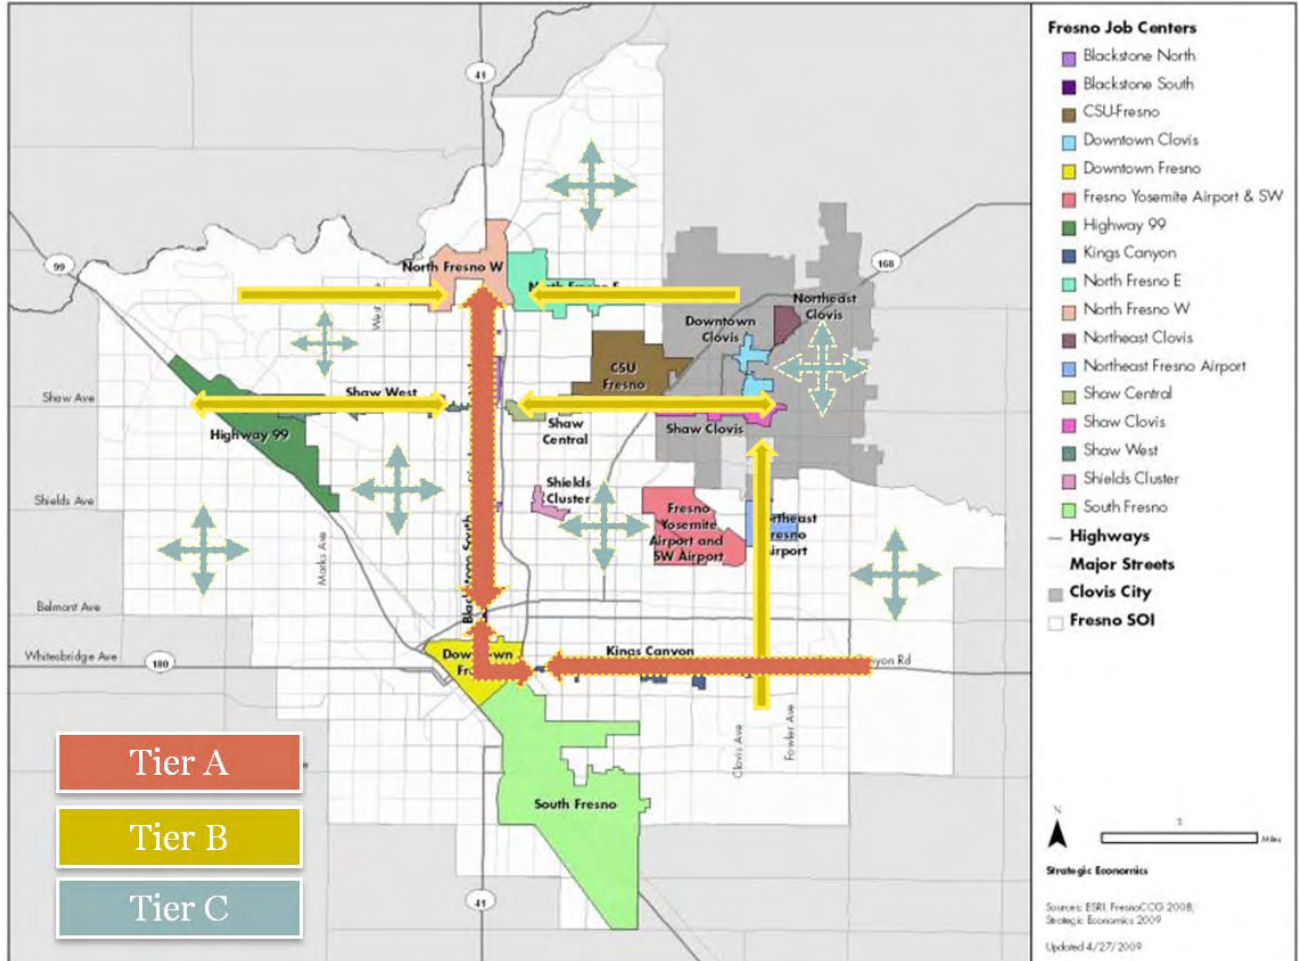 41
99
168
North Fresno W
North Fresno E
Northeast
Clovis
Downtown
Clovis
CSU
Fresno
Shaw Ave
Shaw West
Shaw
Central
Shaw Clovis
Highway 99
Shields Ave
Shields
Cluster
Fresno
Yosemite
Airport and
SW Airport
Marks Ave
Belmont Ave
Whitesbridge Ave
180
Kings Canyon
Clovis Ave
Fowler Ave
South Fresno
41
Tier A
Tier B
Tier C
Fresno Job Centers
Blackstone North
Blackstone South
CSU-Fresno
Downtown Clovis
Downtown Fresno
Fresno Yosemite Airport & SW
Highway 99
Kings Canyon
North Fresno E
North Fresno W
Northeast Clovis
Northeast Fresno Airport
Shaw Central
Shaw Clovis
Shaw West
Shields Cluster
South Fresno
Highways
Major Streets
Clovis City
Fresno SOI
N
Miles
Strategic Economics
Sources: ESRI, FresnoCCG 2008,
Strategic Economics 2009
Updated 4/27/2009